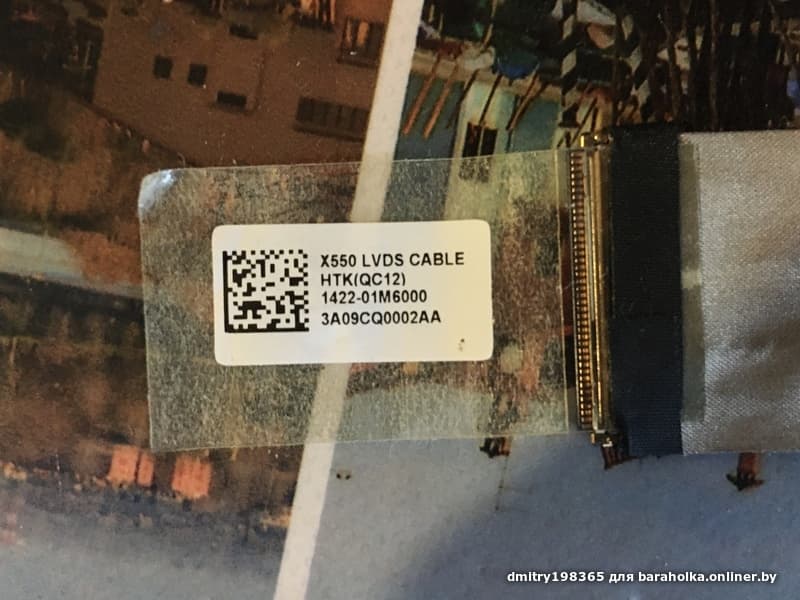 X550 LVDS CABLE
HTK(QC12)
1422-01M6000
3A09CQ0002AA
dmitry198365 для baraholka.onliner.by